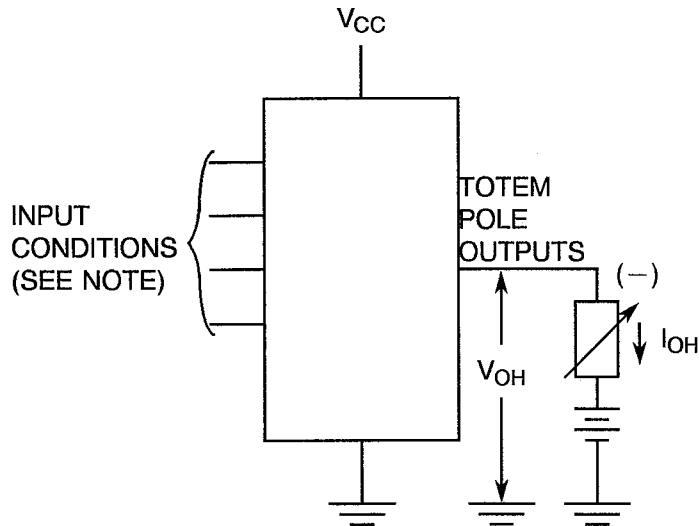 VCC
INPUT
CONDITIONS
(SEE NOTE)
TOTEM
POLE
OUTPUTS
(—)
IOH
VOH